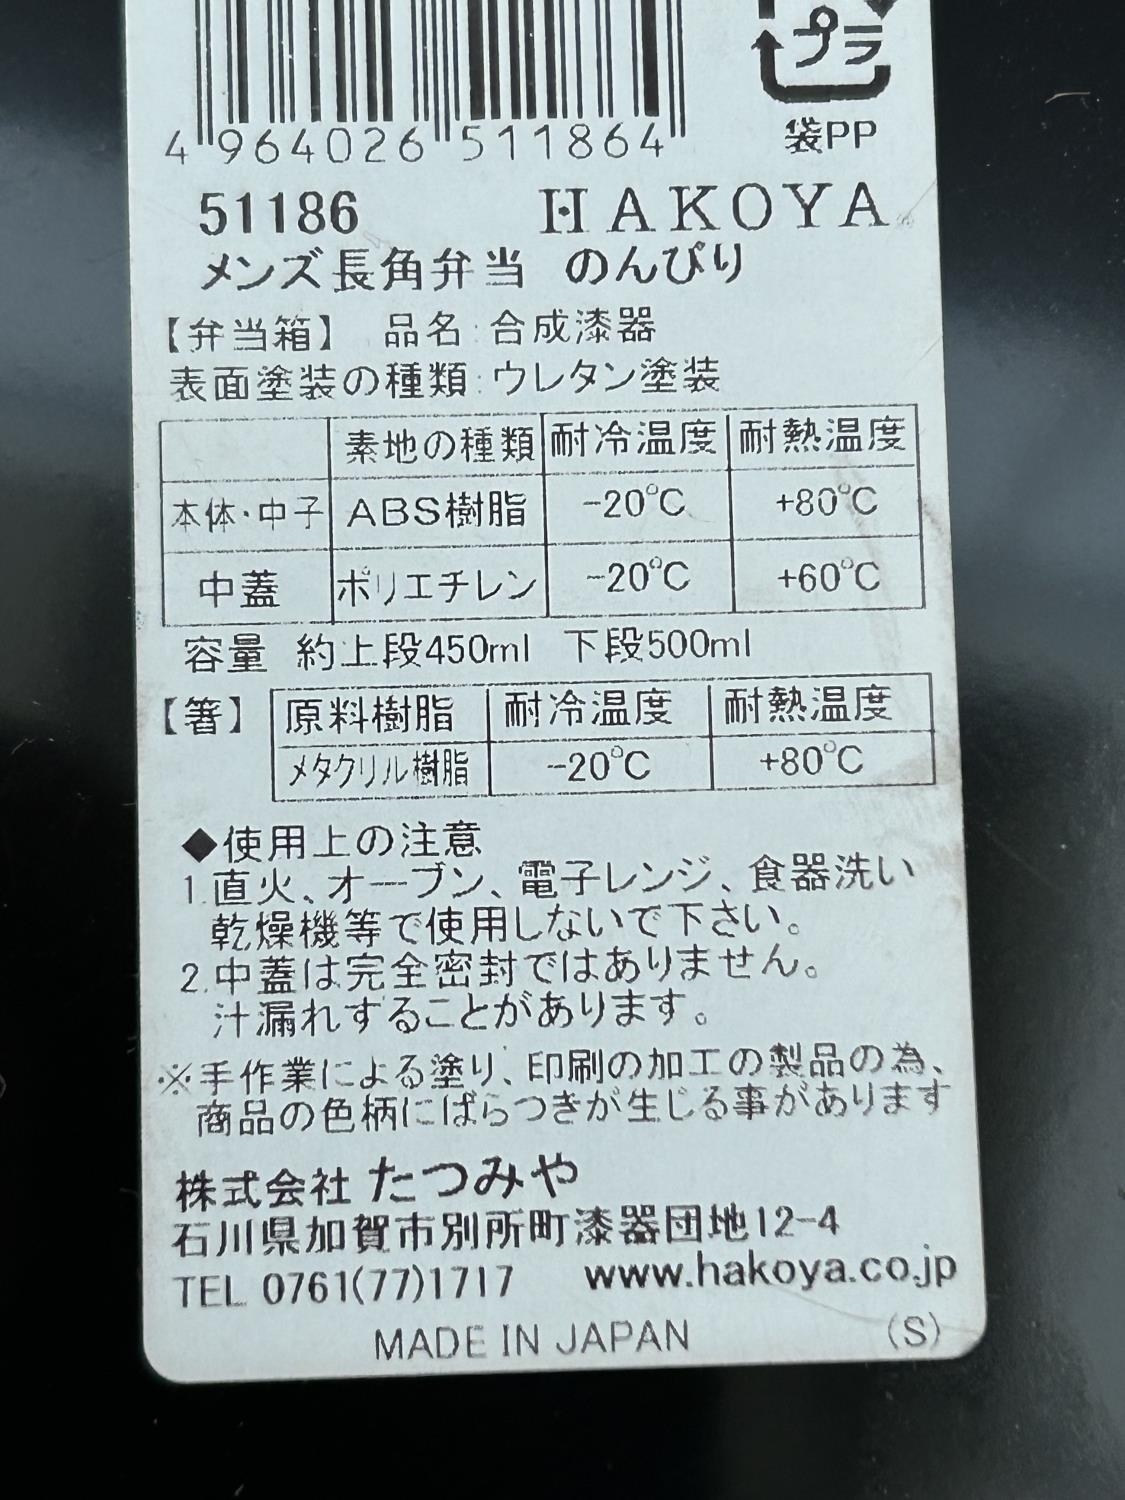 プラ
袋PP
4 964026 511864
51186 HAKOYA
メンズ長角弁当 のんびり
【弁当箱】 品名:合成漆器
表面塗装の種類:ウレタン塗装
素地の種類 耐冷温度 耐熱温度
本体・中子 ABS樹脂 -20℃ +80℃
中蓋 ポリエチレン -20℃ +60℃
容量 約上段450ml 下段500ml
【箸】 原料樹脂 耐冷温度 耐熱温度
メタクリル樹脂 -20℃ +80℃
◆使用上の注意
1.直火、オーブン、電子レンジ、食器洗い
乾燥機等で使用しないで下さい。
2.中蓋は完全密封ではありません。
汁漏れすることがあります。
※手作業による塗り、印刷の加工の製品の為、
商品の色柄にばらつきが生じる事があります
株式会社 たつみや
石川県加賀市別所町漆器団地12-4
TEL 0761(77)1717 www.hakoya.co.jp
MADE IN JAPAN (S)